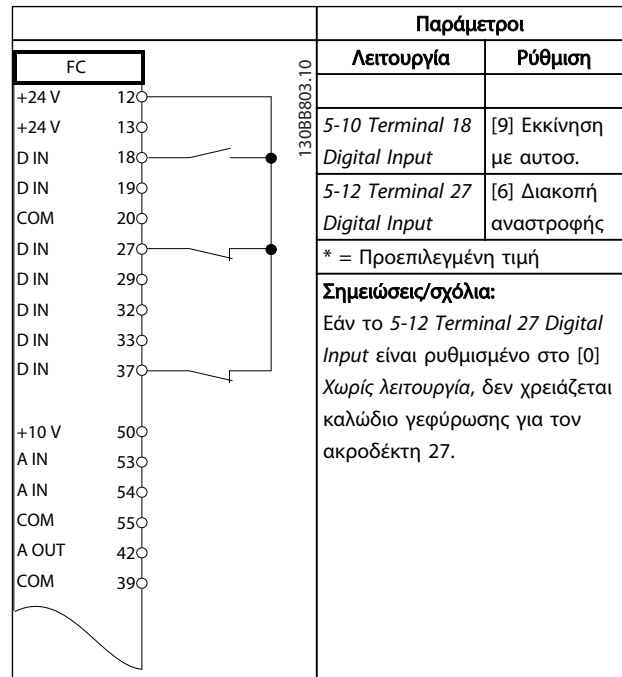 Παράμετροι
Λειτουργία Ρύθμιση
FC
130BB803.10
+24 V 12
+24 V 13
D IN 18
D IN 19
COM 20
D IN 27
D IN 29
D IN 32
D IN 33
D IN 37
+10 V 50
A IN 53
A IN 54
COM 55
A OUT 42
COM 39
5-10 Terminal 18 [9] Εκκίνηση
Digital Input με αυτοσ.
5-12 Terminal 27 [6] Διακοπή
Digital Input αναστροφής
* = Προεπιλεγμένη τιμή
Σημειώσεις/σχόλια:
Εάν το 5-12 Terminal 27 Digital
Input είναι ρυθμισμένο στο [0]
Χωρίς λειτουργία, δεν χρειάζεται
καλώδιο γεφύρωσης για τον
ακροδέκτη 27.